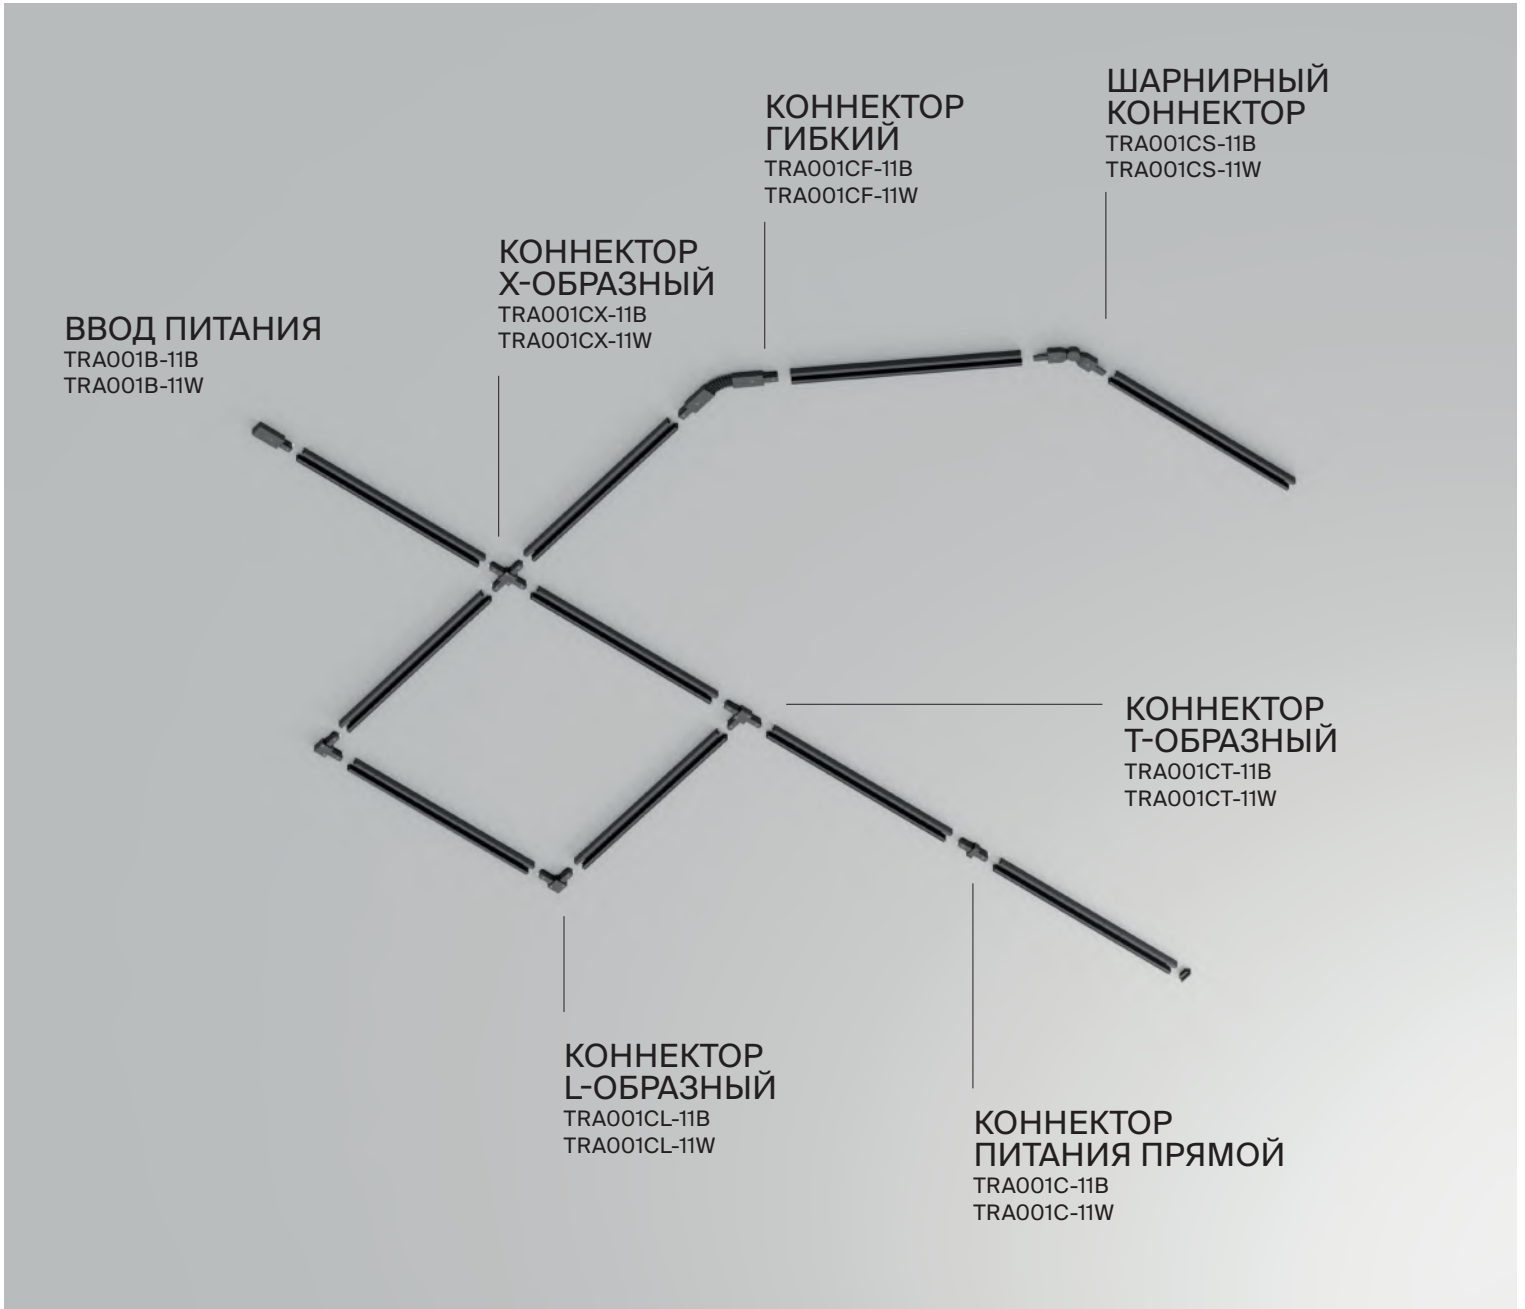 ШАРНИРНЫЙ
КОННЕКТОР
TRA001CS-11B
TRA001CS-11W
КОННЕКТОР
ГИБКИЙ
TRA001CF-11B
TRA001CF-11W
КОННЕКТОР
X-ОБРАЗНЫЙ
TRA001CX-11B
TRA001CX-11W
ВВОД ПИТАНИЯ
TRA001B-11B
TRA001B-11W
КОННЕКТОР
T-ОБРАЗНЫЙ
TRA001CT-11B
TRA001CT-11W
КОННЕКТОР
L-ОБРАЗНЫЙ
TRA001CL-11B
TRA001CL-11W
КОННЕКТОР
ПИТАНИЯ ПРЯМОЙ
TRA001C-11B
TRA001C-11W